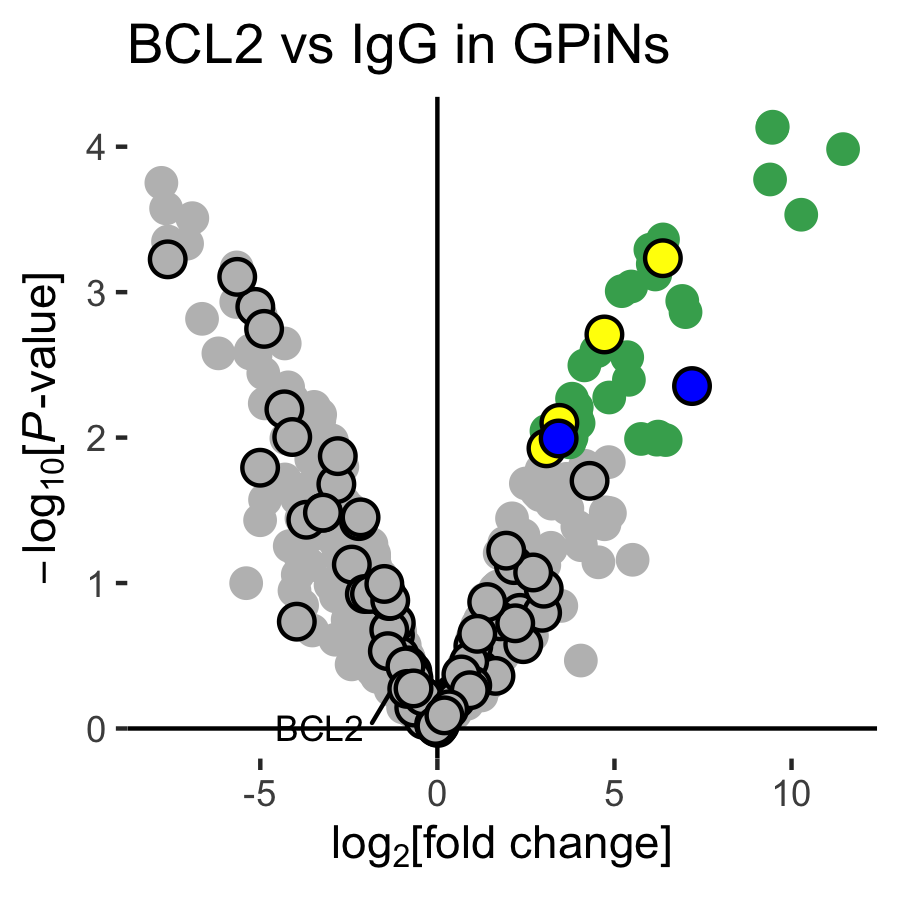 BCL2 vs IgG in GPiNs
4
3
2
1
0
−log₁₀[P-value]
BCL2
-5 0 5 10
log₂[fold change]